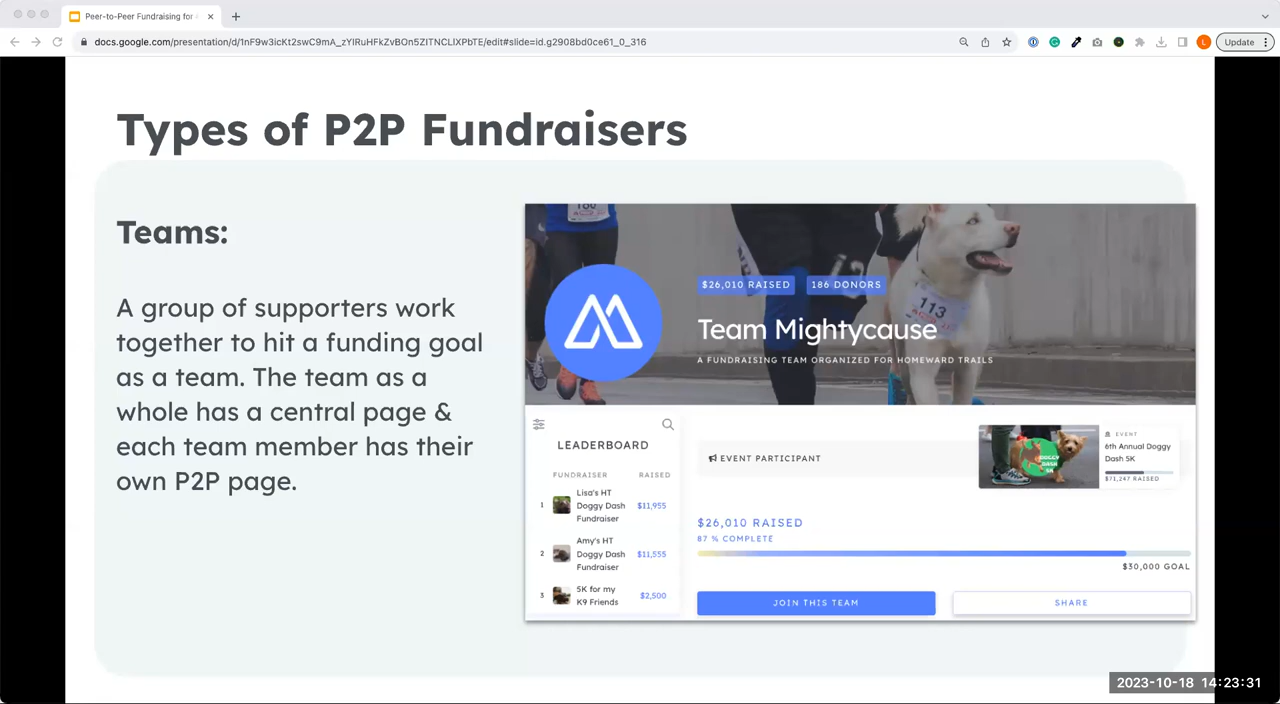 Peer-to-Peer Fundraising for
docs.google.com/presentation/d/1nF9w3icKt2swC9mA_zYIRuHFkZvBOn5ZITNCLIXPbTE/edit#slide=id.g2908bd0ce61_0_316
L
Update
Types of P2P Fundraisers
Teams:
A group of supporters work
together to hit a funding goal
as a team. The team as a
whole has a central page &
each team member has their
own P2P page.
$26,010 RAISED
186 DONORS
Team Mightycause
A FUNDRAISING TEAM ORGANIZED FOR HOMEWARD TRAILS
113
LEADERBOARD
FUNDRAISER RAISED
1 Lisa's HT
Doggy Dash
Fundraiser
$11,955
2 Amy's HT
Doggy Dash
Fundraiser
$11,555
3 5K for my
K9 Friends
$2,500
EVENT PARTICIPANT
DOGGY
DASH
5K
EVENT
6th Annual Doggy
Dash 5K
$71,247 RAISED
$26,010 RAISED
87 % COMPLETE
$30,000 GOAL
JOIN THIS TEAM
SHARE
2023-10-18 14:23:31